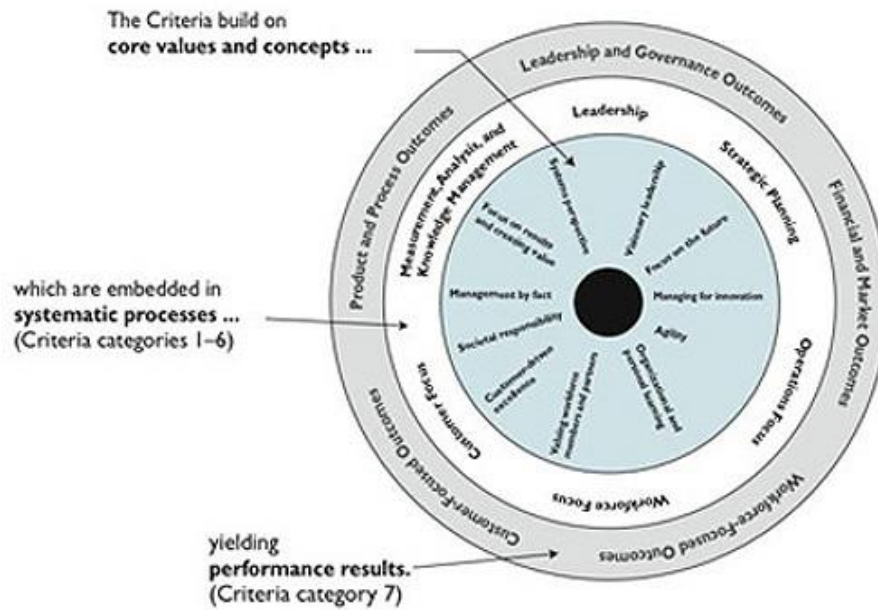 The Criteria build on
core values and concepts ...
which are embedded in
systematic processes ...
(Criteria categories 1–6)
yielding
performance results.
(Criteria category 7)
Leadership and Governance Outcomes
Financial and Market Outcomes
Workforce-Focused Outcomes
Customer-Focused Outcomes
Product and Process Outcomes
Leadership
Strategic Planning
Operations Focus
Workforce Focus
Customer Focus
Measurement, Analysis, and
Knowledge Management
Systems perspective
Visionary leadership
Focus on the future
Managing for innovation
Agility
Organizational and
personal learning
Valuing workforce
members and partners
Customer-driven
excellence
Societal responsibility
Management by fact
Focus on results
and creating value